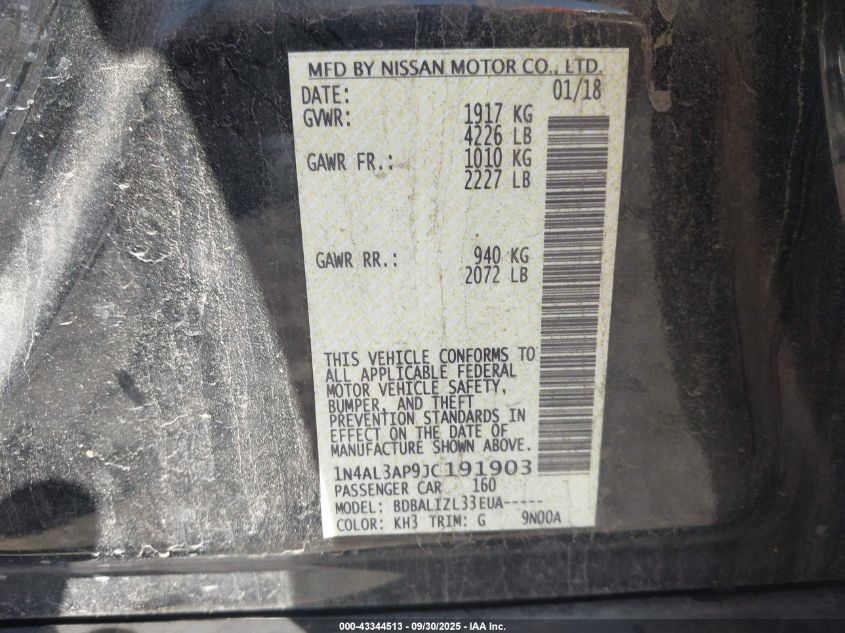 MFD BY NISSAN MOTOR CO., LTD.
DATE: 01/18
GVWR: 1917 KG
4226 LB
GAWR FR.: 1010 KG
2227 LB
GAWR RR.: 940 KG
2072 LB
THIS VEHICLE CONFORMS TO
ALL APPLICABLE FEDERAL
MOTOR VEHICLE SAFETY,
BUMPER, AND THEFT
PREVENTION STANDARDS IN
EFFECT ON THE DATE OF
MANUFACTURE SHOWN ABOVE.
1N4AL3AP9JC191903
PASSENGER CAR 160
MODEL: BDBALIZL33EUA-----
COLOR: KH3 TRIM: G 9N00A
000-43344513 | 09/30/2025 - IAA Inc.